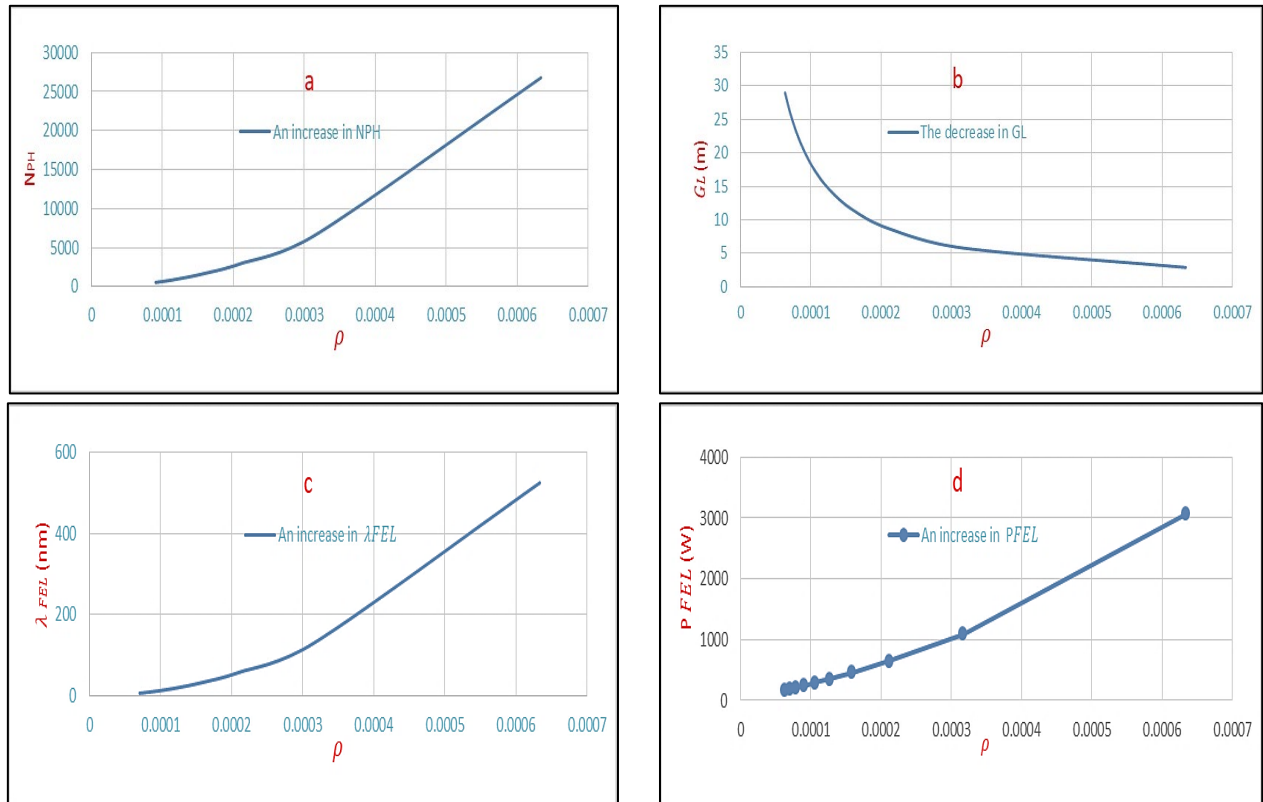 a
30000
25000
20000
15000
10000
5000
0
NPH
An increase in NPH
0 0.0001 0.0002 0.0003 0.0004 0.0005 0.0006 0.0007
ρ
b
35
30
25
20
15
10
5
0
GL (m)
The decrease in GL
0 0.0001 0.0002 0.0003 0.0004 0.0005 0.0006 0.0007
ρ
c
600
400
200
0
λ FEL (nm)
An increase in λFEL
0 0.0001 0.0002 0.0003 0.0004 0.0005 0.0006 0.0007
ρ
d
4000
3000
2000
1000
0
P FEL (W)
An increase in PFEL
0 0.0001 0.0002 0.0003 0.0004 0.0005 0.0006 0.0007
ρ